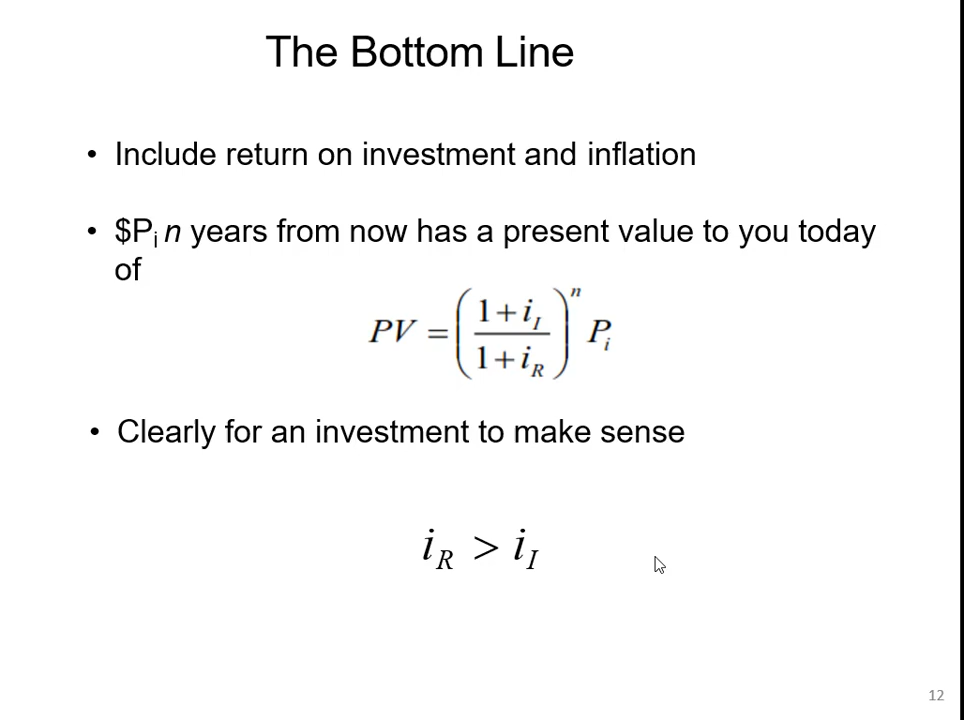 The Bottom Line
• Include return on investment and inflation
• $Pᵢ n years from now has a present value to you today
of
PV = ((1 + i_I) / (1 + i_R))^n P_i
• Clearly for an investment to make sense
i_R > i_I
12